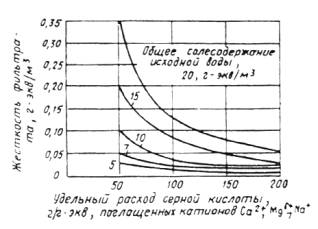 Жесткость фильтра-
та, г-экв/м³
0,35
0,30
0,25
0,20
0,15
0,10
0,05
0
Общее солесодержание
исходной воды,
20, г-экв/м³
15
10
7
5
50
100
150
200
Удельный расход серной кислоты,
г/г-экв, поглащенных катионов Ca²⁺, Mg²⁺, Na⁺